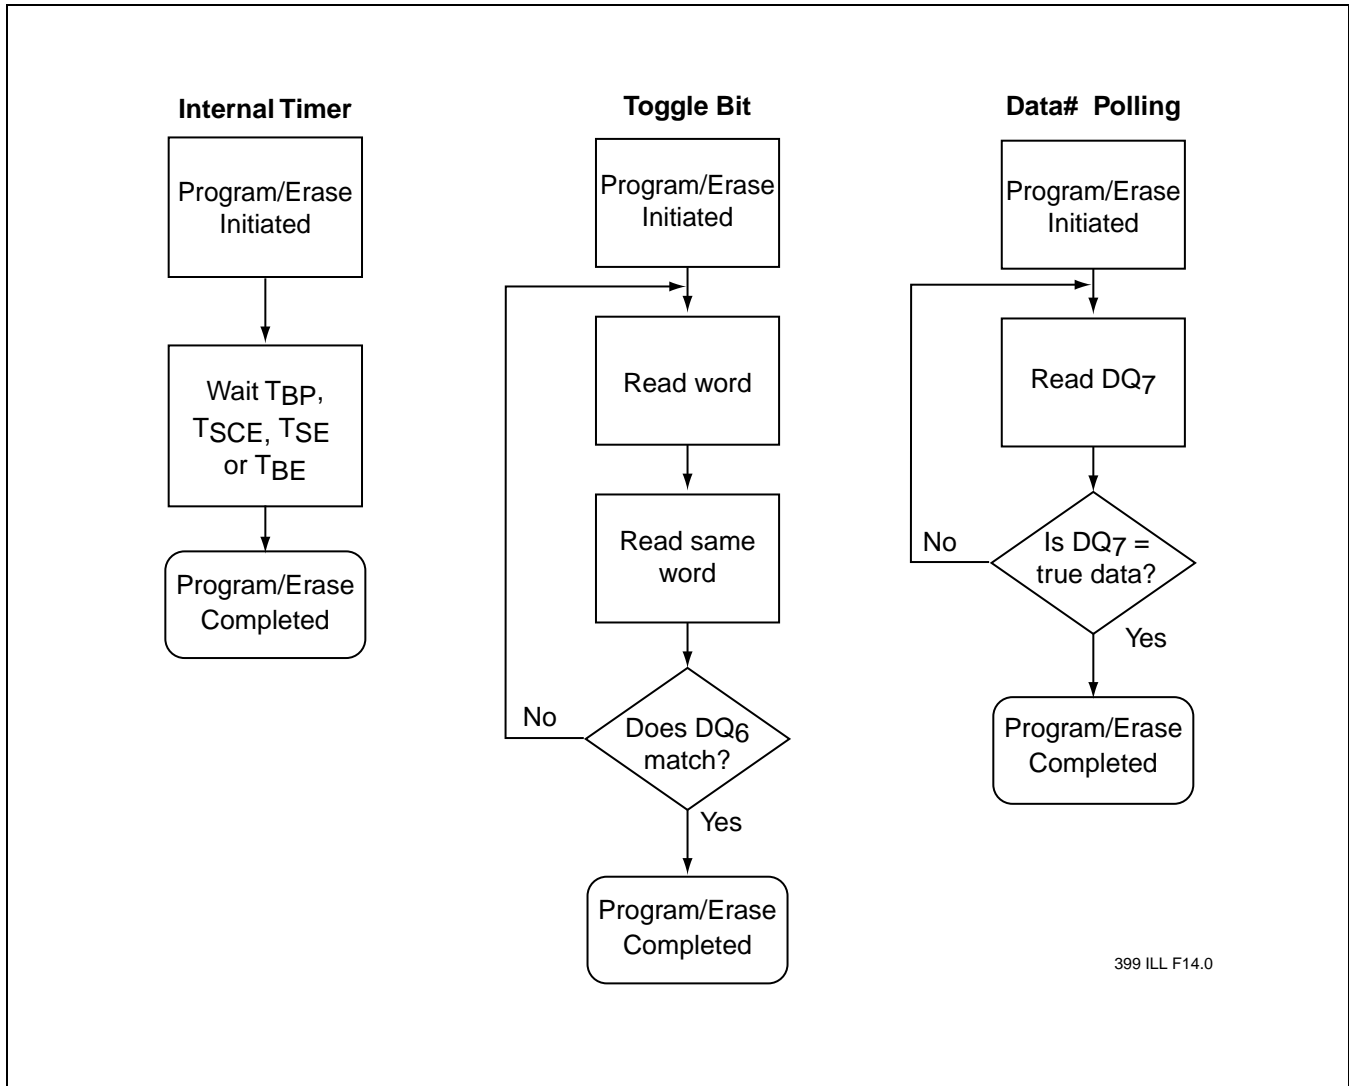 Internal Timer
Program/Erase
Initiated
Wait TBP,
TSCE, TSE
or TBE
Program/Erase
Completed
Toggle Bit
Program/Erase
Initiated
Read word
Read same
word
Does DQ6
match?
No
Yes
Program/Erase
Completed
Data# Polling
Program/Erase
Initiated
Read DQ7
Is DQ7 =
true data?
No
Yes
Program/Erase
Completed
399 ILL F14.0